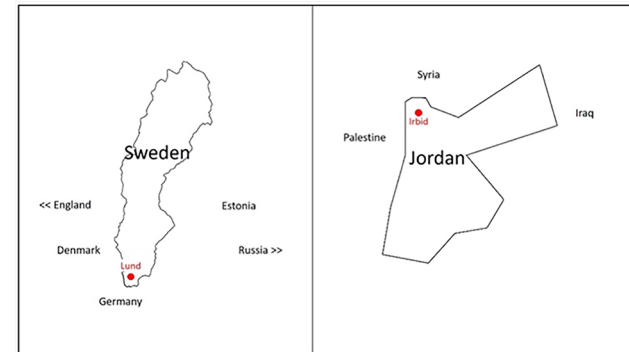 Sweden
<< England
Estonia
Denmark
Russia >>
Lund
Germany
Syria
Irbid
Iraq
Palestine
Jordan